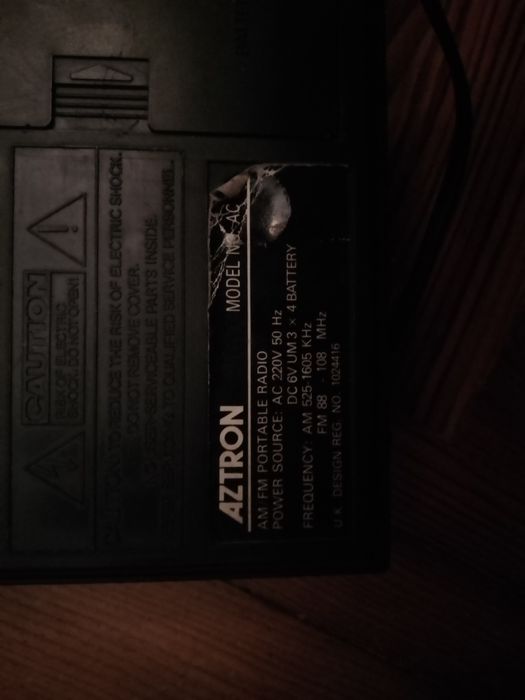 CAUTION
RISK OF ELECTRIC
SHOCK. DO NOT OPEN!
CAUTION: TO REDUCE THE RISK OF ELECTRIC SHOCK.
DO NOT REMOVE COVER.
SERVICEABLE PARTS INSIDE.
TO QUALIFIED SERVICE PERSONNEL.
AZTRON MODEL NO. AC
AM FM PORTABLE RADIO
POWER SOURCE: AC 220V 50 Hz
DC 6V UM3 × 4 BATTERY
FREQUENCY: AM 525-1605 KHz
FM 88 - 108 MHz
U.K. DESIGN REG. NO. 1024416